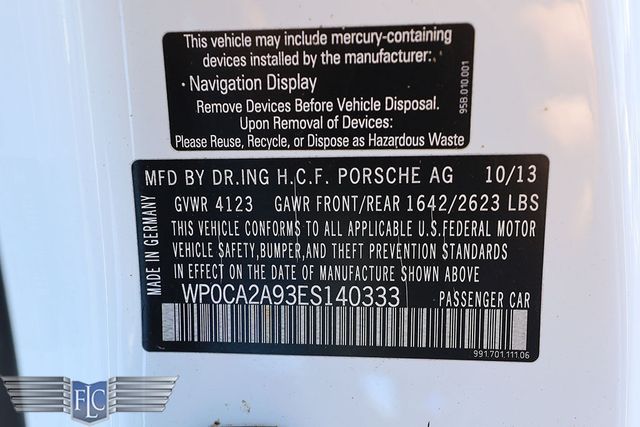 This vehicle may include mercury-containing
devices installed by the manufacturer:
· Navigation Display
Remove Devices Before Vehicle Disposal.
Upon Removal of Devices:
Please Reuse, Recycle, or Dispose as Hazardous Waste
95B.010.001
MFD BY DR.ING H.C.F. PORSCHE AG 10/13
GVWR 4123 GAWR FRONT/REAR 1642/2623 LBS
THIS VEHICLE CONFORMS TO ALL APPLICABLE U.S.FEDERAL MOTOR
VEHICLE SAFETY,BUMPER,AND THEFT PREVENTION STANDARDS
IN EFFECT ON THE DATE OF MANUFACTURE SHOWN ABOVE
WP0CA2A93ES140333 PASSENGER CAR
MADE IN GERMANY
991.701.111.06
FLC